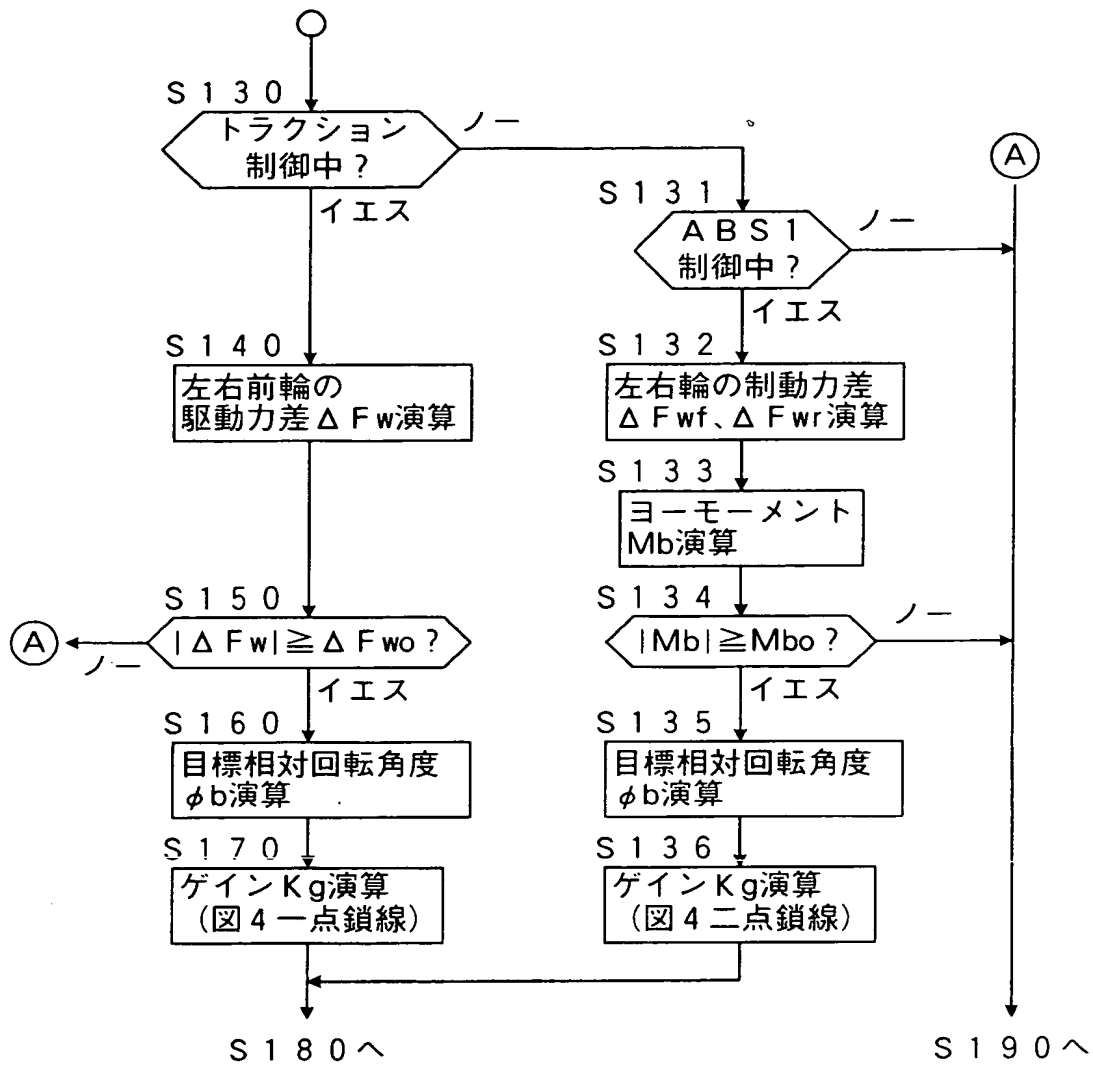 S130
トラクション
制御中？
ノー
イエス
A
S131
ABS1
制御中？
ノー
イエス
S140
左右前輪の
駆動力差ΔFw演算
S132
左右輪の制動力差
ΔFwf、ΔFwr演算
S133
ヨーモーメント
Mb演算
S150
|ΔFw|≧ΔFwo？
A
ノー
イエス
S134
|Mb|≧Mbo？
ノー
イエス
S160
目標相対回転角度
φb演算
S135
目標相対回転角度
φb演算
S170
ゲインKg演算
（図4一点鎖線）
S136
ゲインKg演算
（図4二点鎖線）
S180へ
S190へ